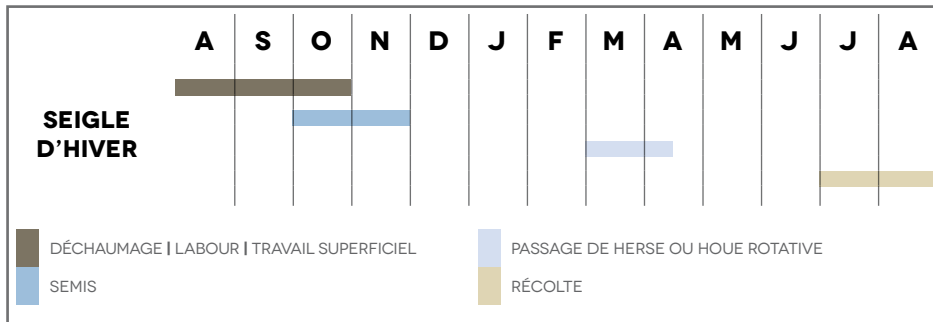 A S O N D J F M A M J J A
SEIGLE
D'HIVER
DÉCHAUMAGE | LABOUR | TRAVAIL SUPERFICIEL
PASSAGE DE HERSE OU HOUE ROTATIVE
SEMIS
RÉCOLTE